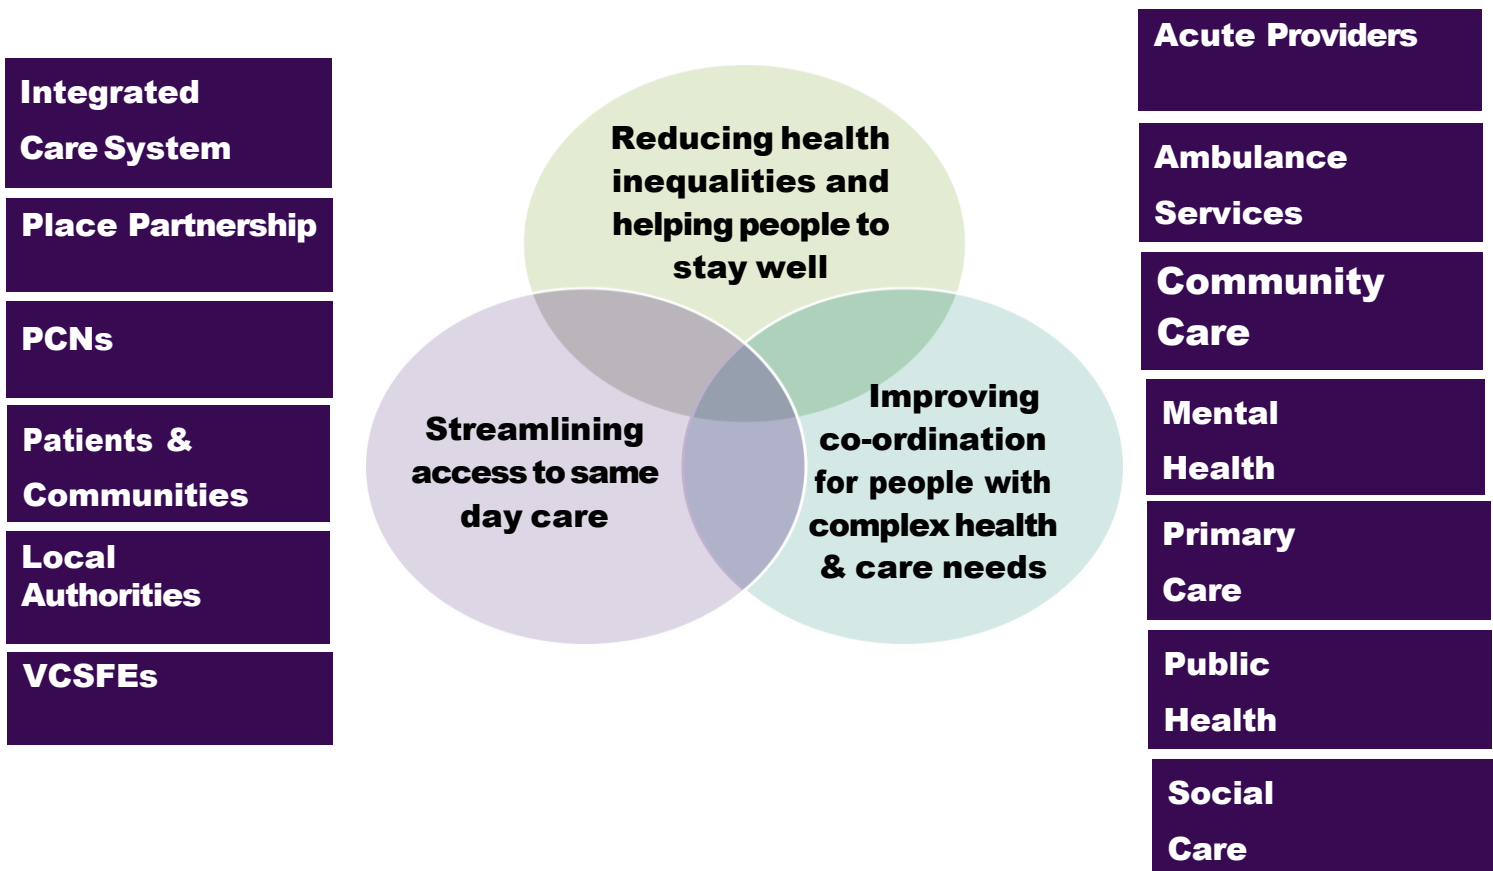 Integrated
Care System
Place Partnership
PCNs
Patients &
Communities
Local
Authorities
VCSFEs
Reducing health
inequalities and
helping people to
stay well
Streamlining
access to same
day care
Improving
co-ordination
for people with
complex health
& care needs
Acute Providers
Ambulance
Services
Community
Care
Mental
Health
Primary
Care
Public
Health
Social
Care